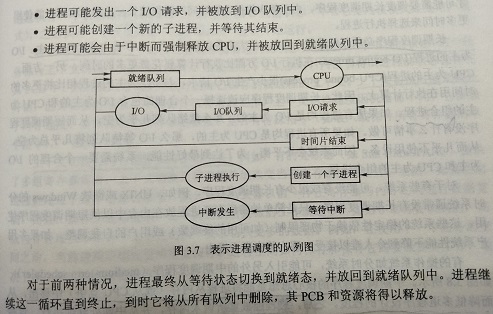 • 进程可能发出一个 I/O 请求，并被放到 I/O 队列中。
• 进程可能创建一个新的子进程，并等待其结束。
• 进程可能会由于中断而强制释放 CPU，并被放回到就绪队列中。
就绪队列
CPU
I/O
I/O队列
I/O请求
时间片结束
子进程执行
创建一个子进程
中断发生
等待中断
图 3.7 表示进程调度的队列图
对于前两种情况，进程最终从等待状态切换到就绪态，并放回到就绪队列中。进程继
续这一循环直到终止，到时它将从所有队列中删除，其 PCB 和资源将得以释放。